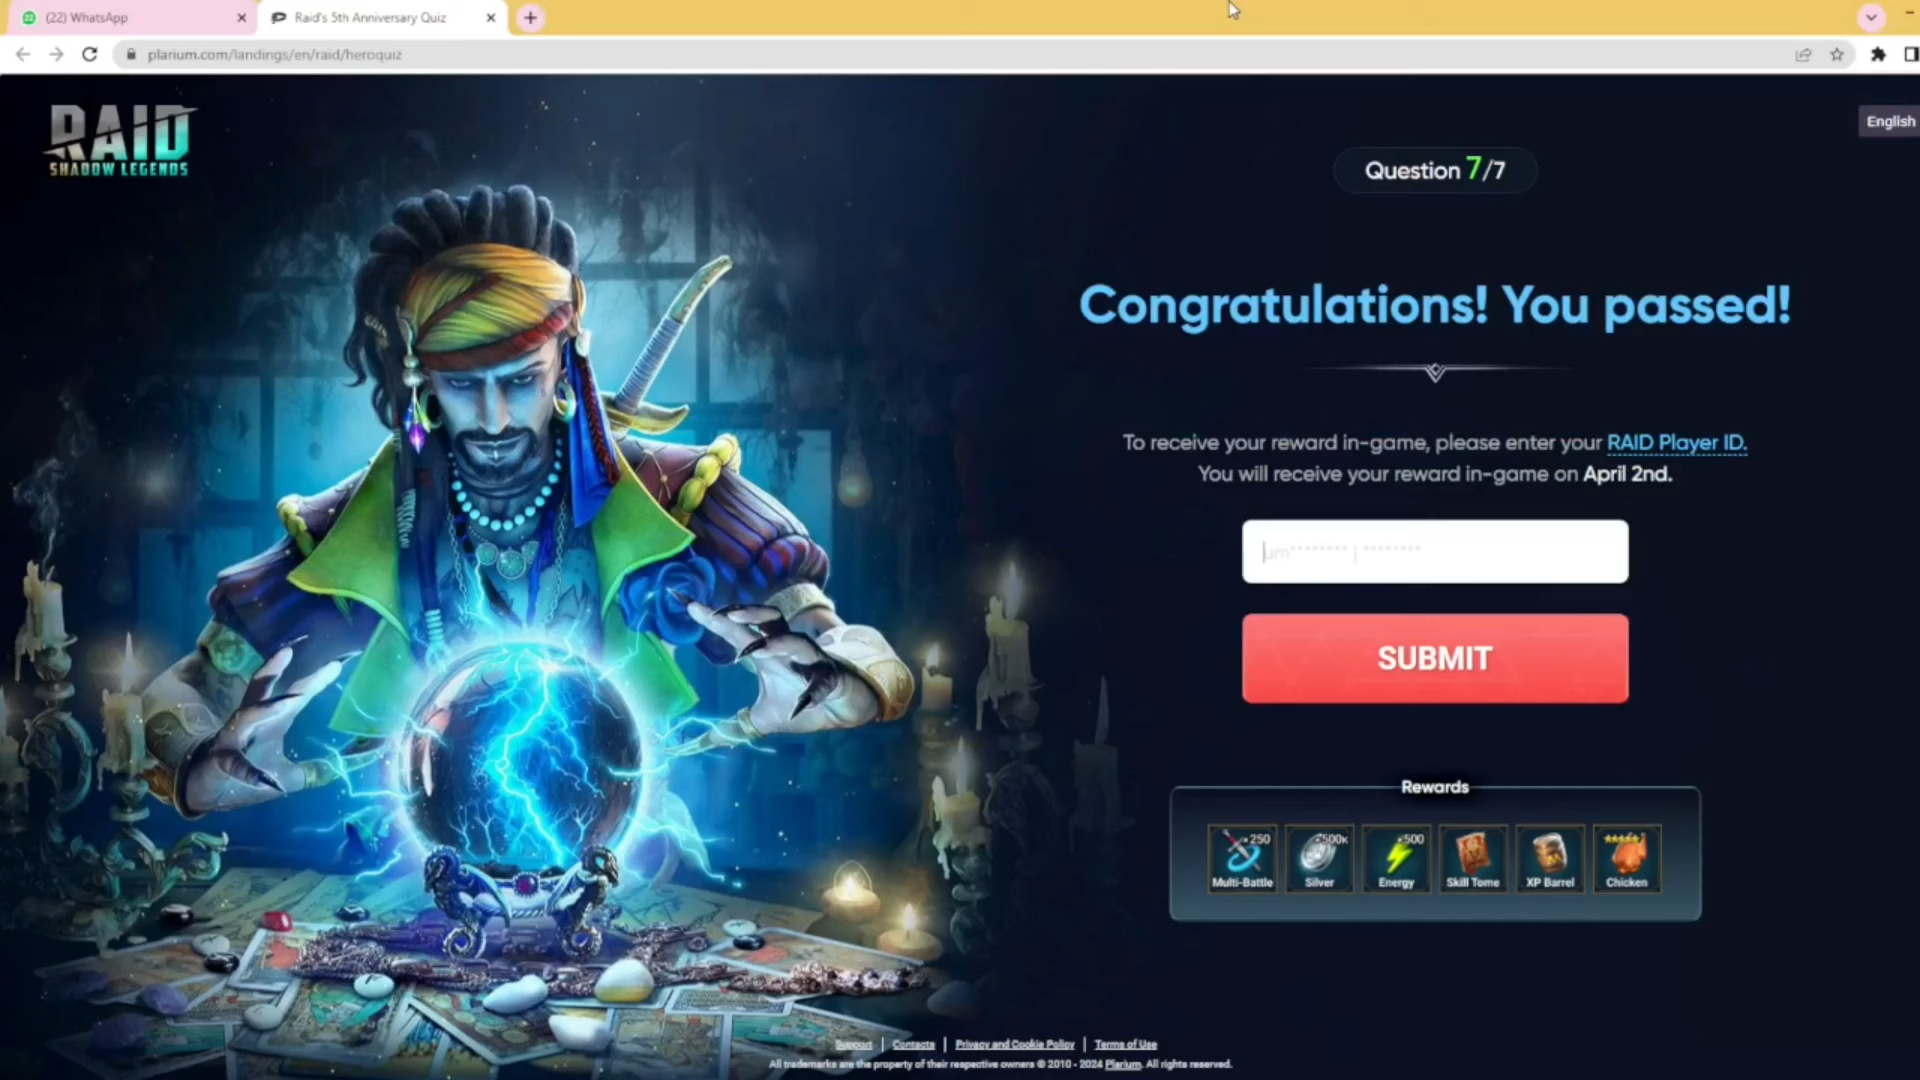 (22) WhatsApp
Raid's 5th Anniversary Quiz
plarium.com/landings/en/raid/heroquiz
RAID
SHADOW LEGENDS
English
Question 7/7
Congratulations! You passed!
To receive your reward in-game, please enter your RAID Player ID.
You will receive your reward in-game on April 2nd.
um******** | ********
SUBMIT
Rewards
×250 ×500K ×500
Multi-Battle Silver Energy Skill Tome XP Barrel Chicken
Support | Contacts | Privacy and Cookie Policy | Terms of Use
All trademarks are the property of their respective owners © 2010 - 2024 Plarium. All rights reserved.